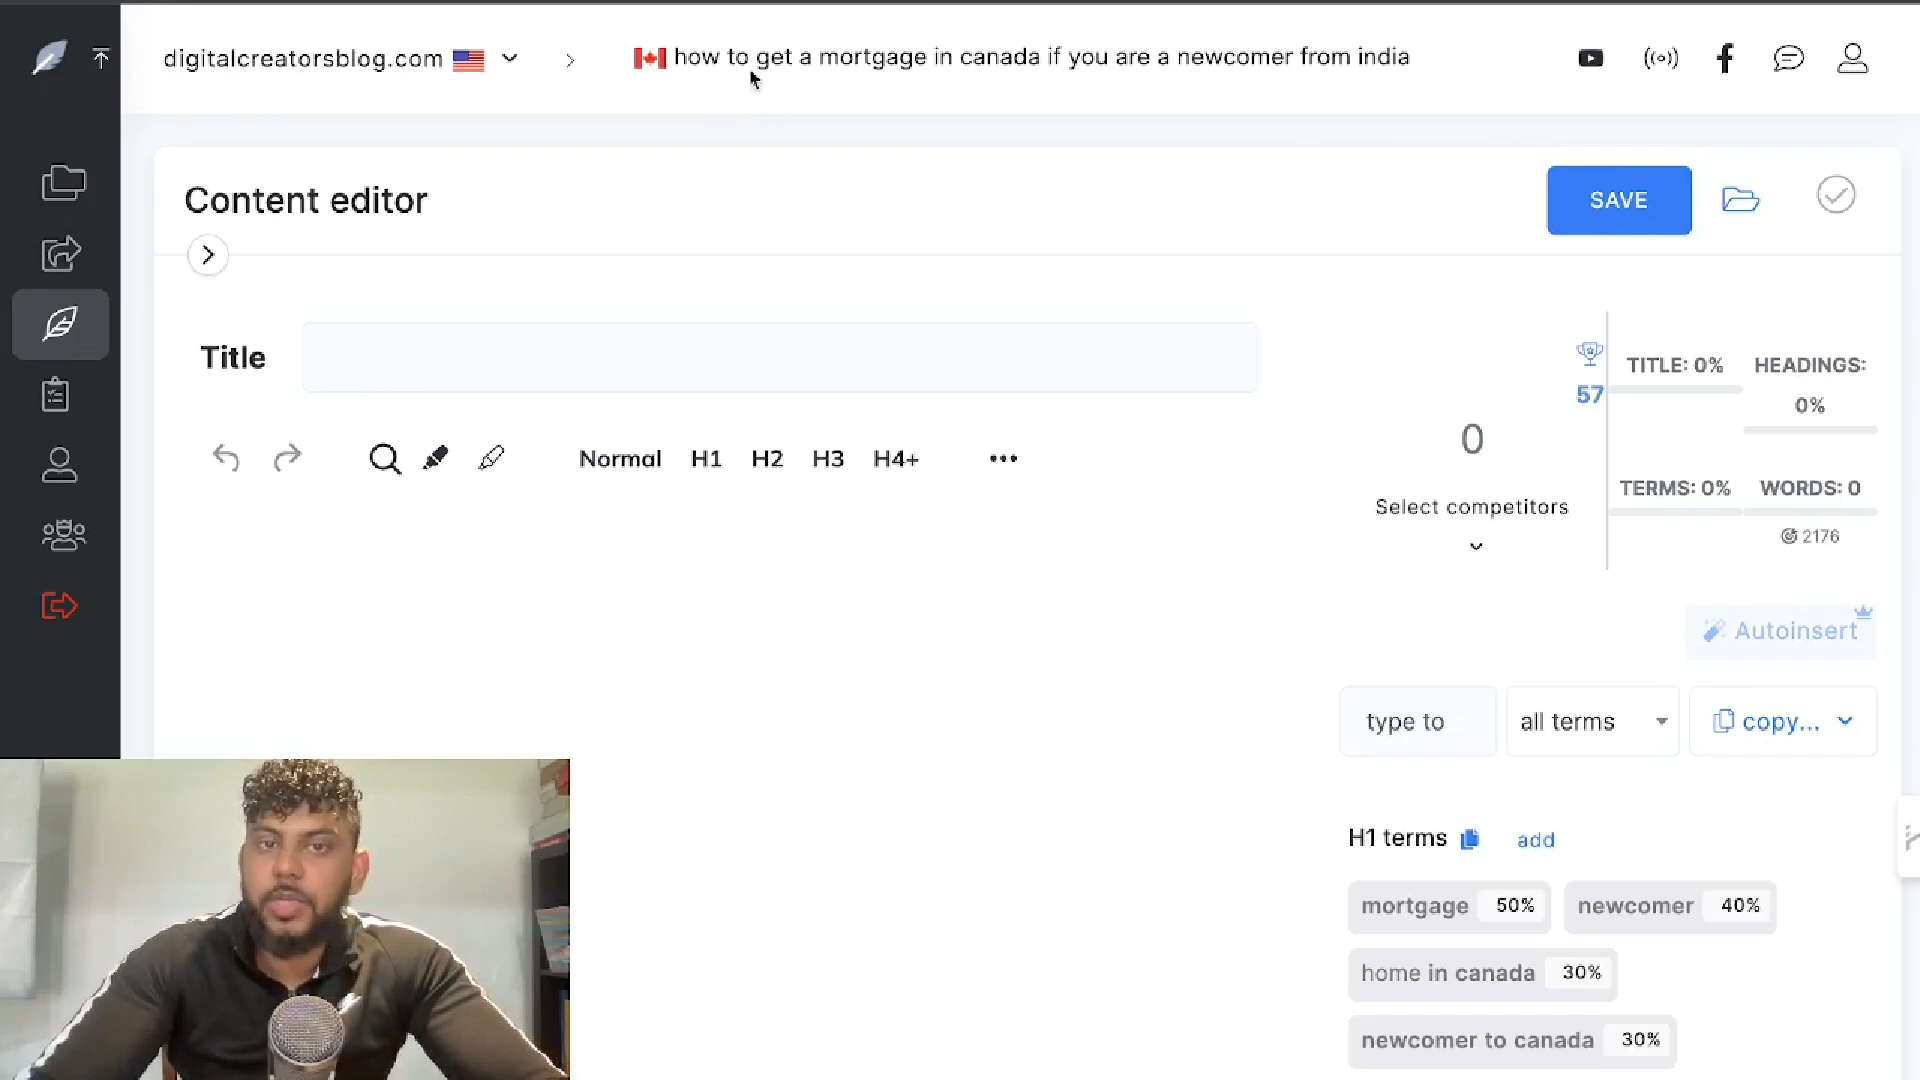 digitalcreatorsblog.com
how to get a mortgage in canada if you are a newcomer from india
Content editor
SAVE
Title
57
TITLE: 0%
HEADINGS:
0%
Normal H1 H2 H3 H4+
0
Select competitors
TERMS: 0%
WORDS: 0
2176
Autoinsert
type to
all terms
copy...
H1 terms
add
mortgage 50%
newcomer 40%
home in canada 30%
newcomer to canada 30%